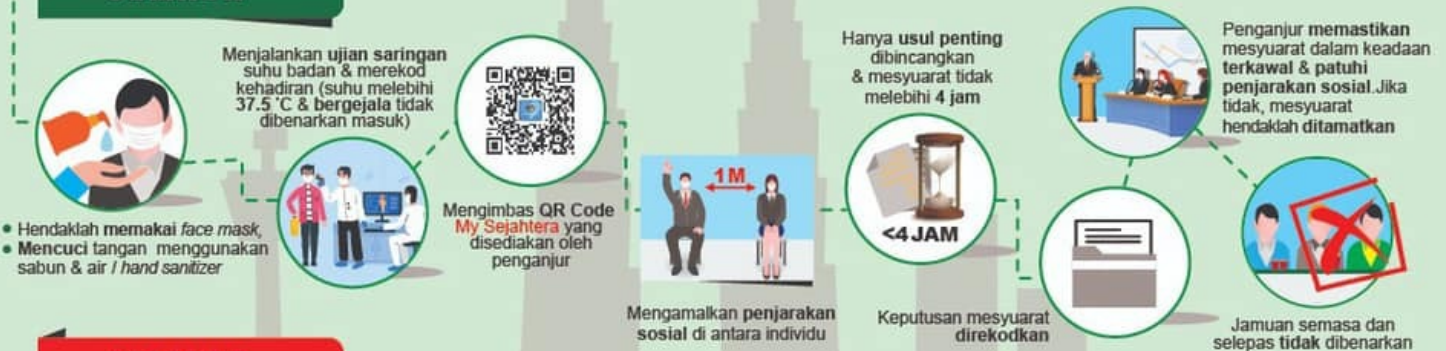 Hendaklah memakai face mask,
Mencuci tangan menggunakan
sabun & air / hand sanitizer
Menjalankan ujian saringan
suhu badan & merekod
kehadiran (suhu melebihi
37.5 °C & bergejala tidak
dibenarkan masuk)
Mengimbas QR Code
My Sejahtera yang
disediakan oleh
penganjur
1 M
Mengamalkan penjarakan
sosial di antara individu
Hanya usul penting
dibincangkan
& mesyuarat tidak
melebihi 4 jam
<4 JAM
Keputusan mesyuarat
direkodkan
Penganjur memastikan
mesyuarat dalam keadaan
terkawal & patuhi
penjarakan sosial.Jika
tidak, mesyuarat
hendaklah ditamatkan
Jamuan semasa dan
selepas tidak dibenarkan